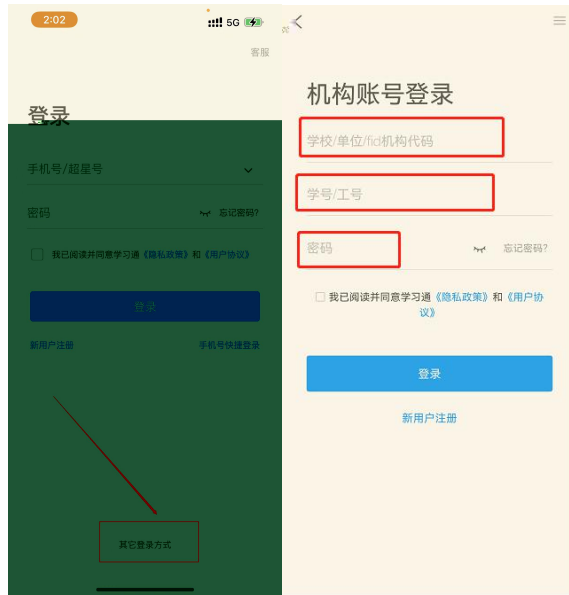 2:02
5G
客服
登录
手机号/超星号
密码
忘记密码?
我已阅读并同意学习通《隐私政策》和《用户协议》
登录
新用户注册
手机号快捷登录
其它登录方式
机构账号登录
学校/单位/fid机构代码
学号/工号
密码
忘记密码?
我已阅读并同意学习通《隐私政策》和《用户协
议》
登录
新用户注册